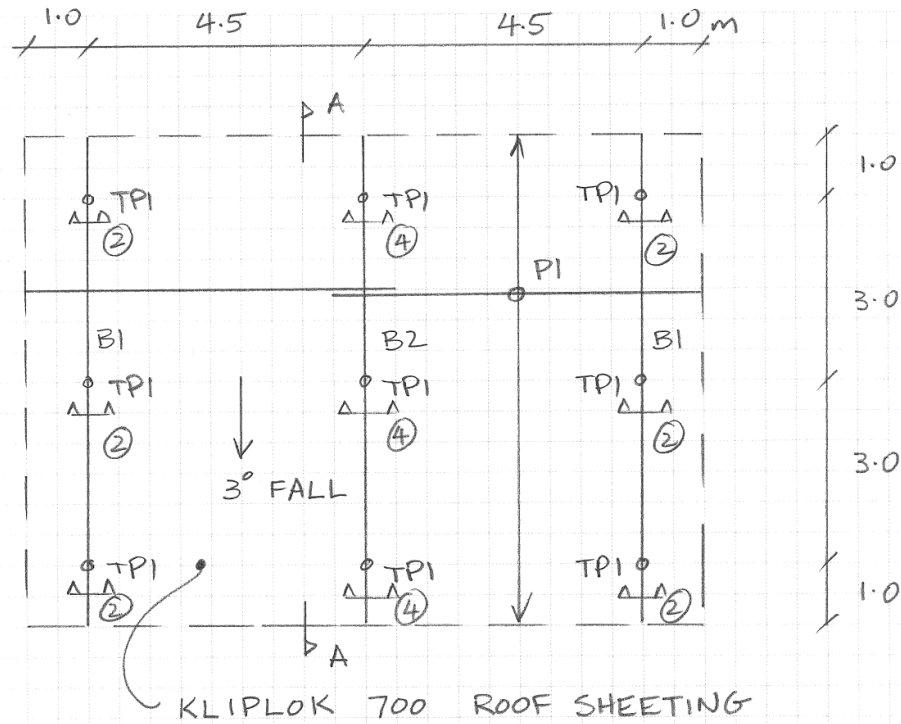 1.0 4.5 4.5 1.0 m
A
1.0
TP1 TP1 TP1
2 4 2
P1
3.0
B1 B2 B1
TP1 TP1 TP1
2 4 2
3.0
3° FALL
TP1 TP1 TP1
2 4 2
1.0
A
KLIPLOK 700 ROOF SHEETING